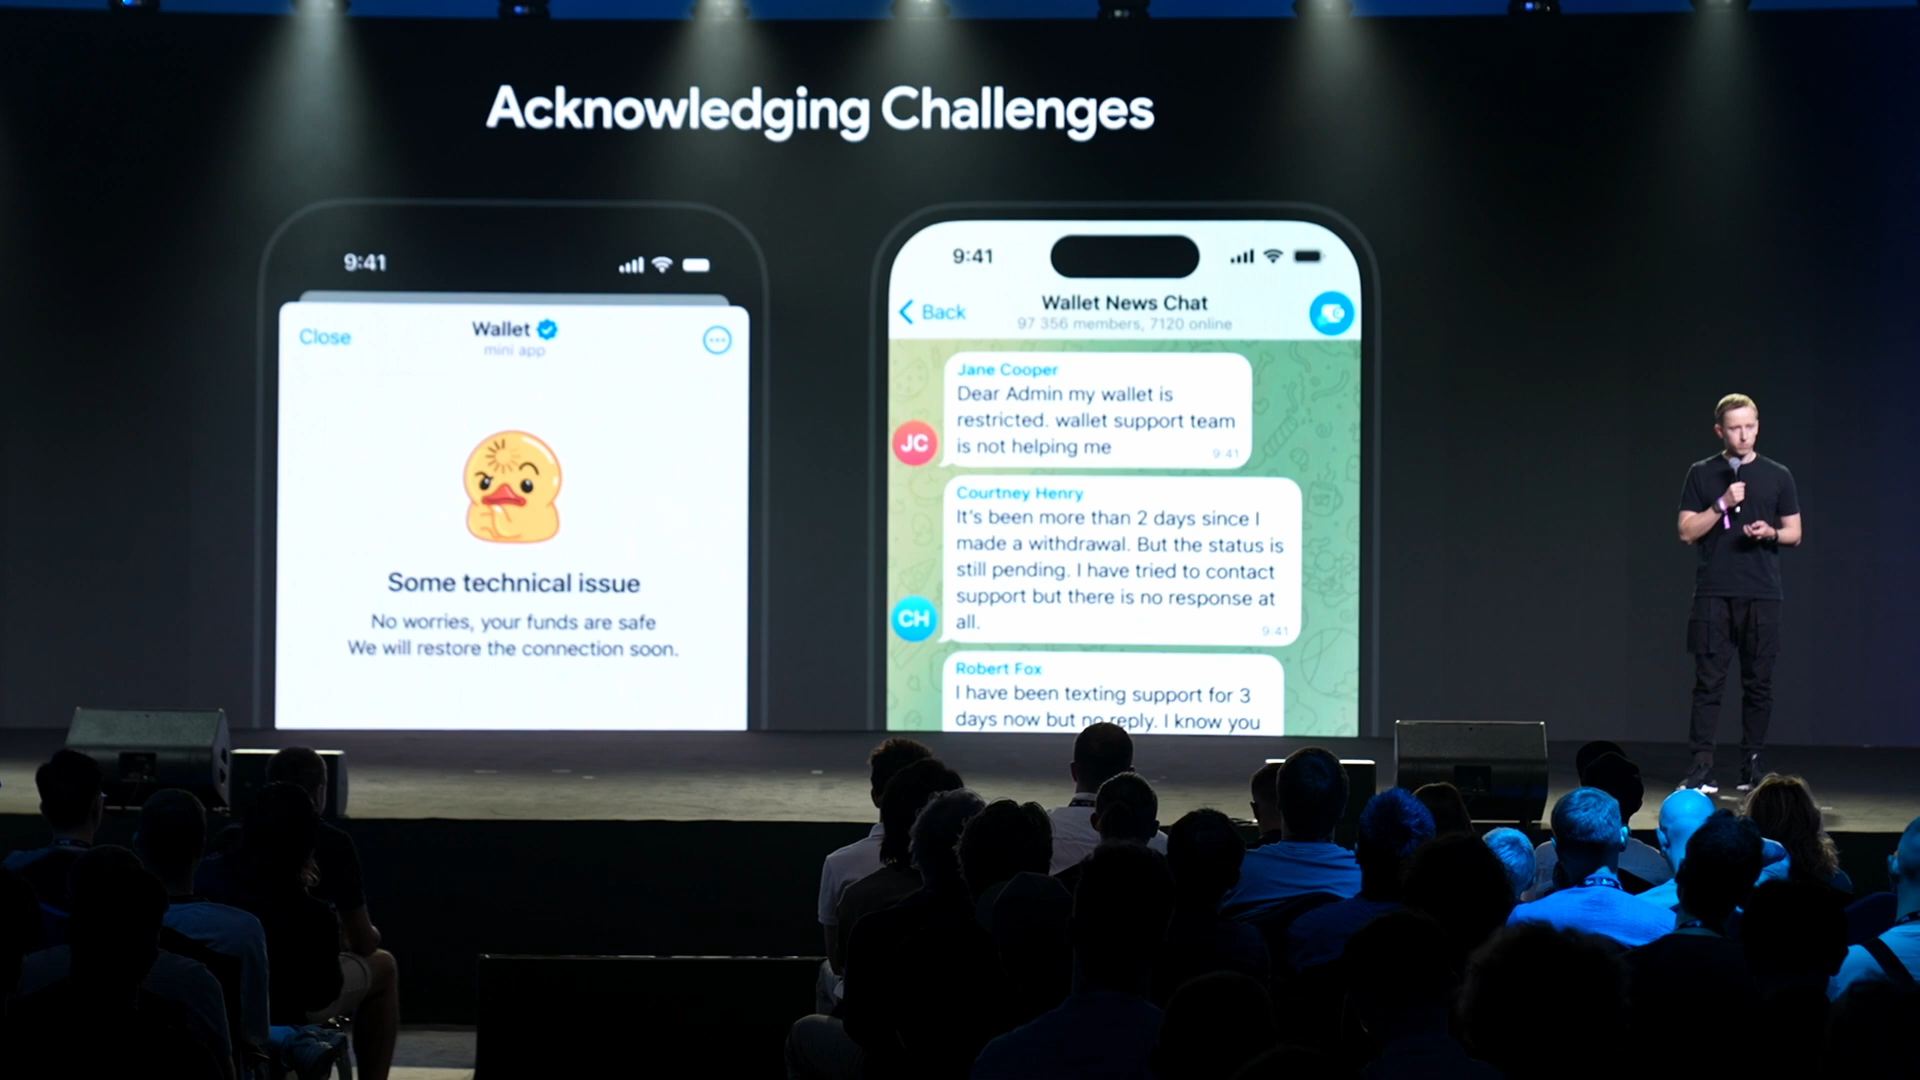 Acknowledging Challenges
9:41
Close
Wallet
mini app
Some technical issue
No worries, your funds are safe
We will restore the connection soon.
9:41
Back
Wallet News Chat
97 356 members, 7120 online
Jane Cooper
Dear Admin my wallet is
restricted. wallet support team
is not helping me
9:41
JC
Courtney Henry
It's been more than 2 days since I
made a withdrawal. But the status is
still pending. I have tried to contact
support but there is no response at
all.
9:41
CH
Robert Fox
I have been texting support for 3
days now but no reply. I know you